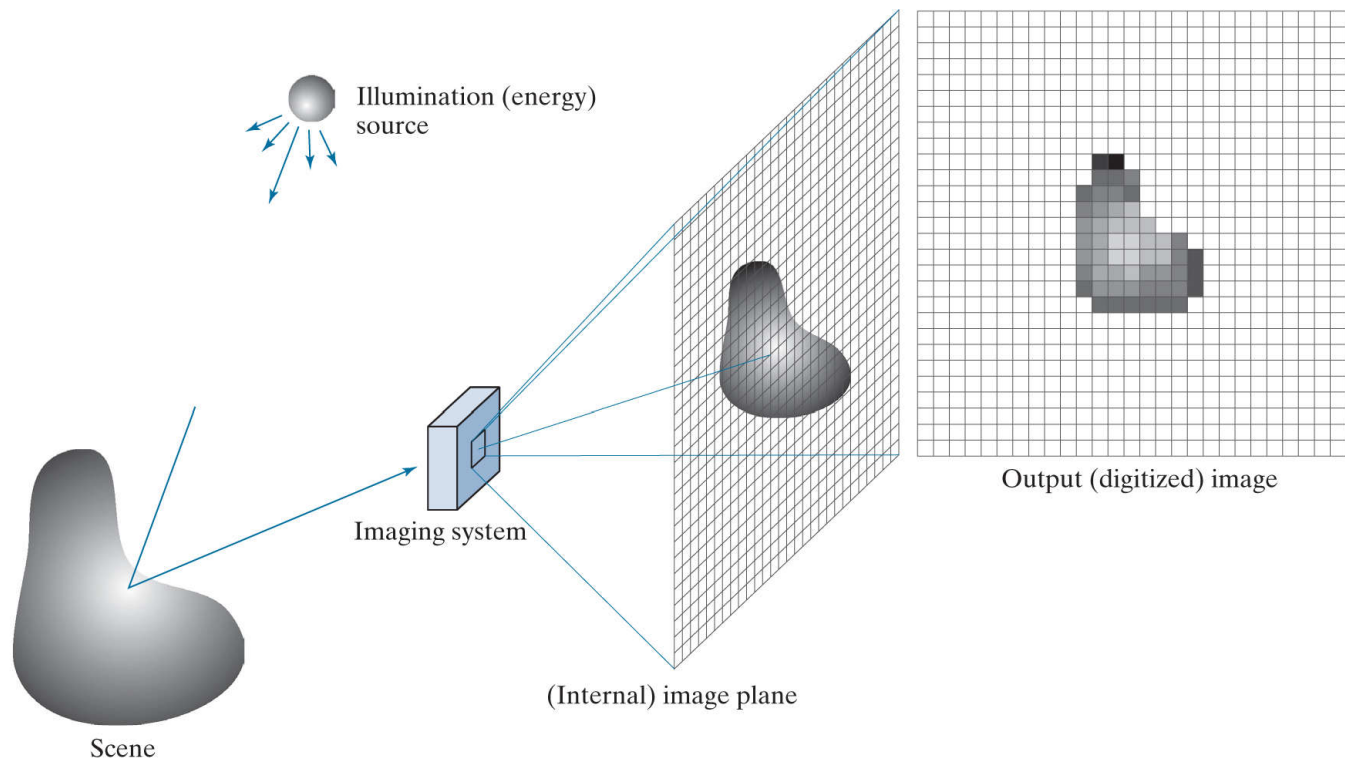 Illumination (energy)
source
Output (digitized) image
Imaging system
(Internal) image plane
Scene